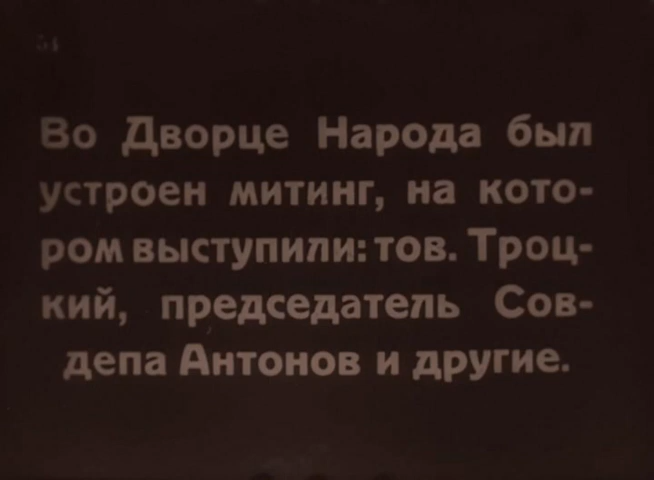 Во Дворце Народа был
устроен митинг, на кото-
ром выступили: тов. Троц-
кий, председатель Сов-
депа Антонов и другие.